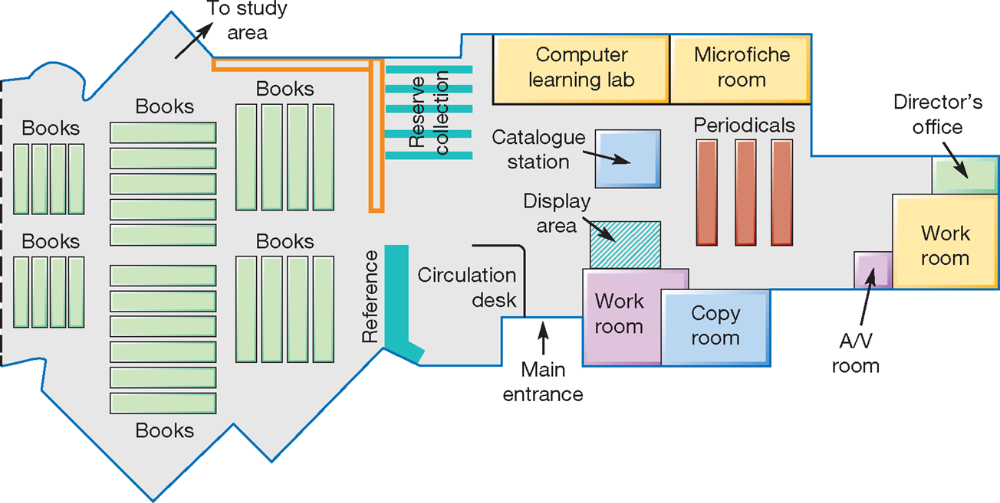 To study
area
Books
Books
Books
Books
Books
Books
Reserve
collection
Reference
Circulation
desk
Main
entrance
Computer
learning lab
Microfiche
room
Catalogue
station
Display
area
Periodicals
Work
room
Copy
room
Director's
office
Work
room
A/V
room